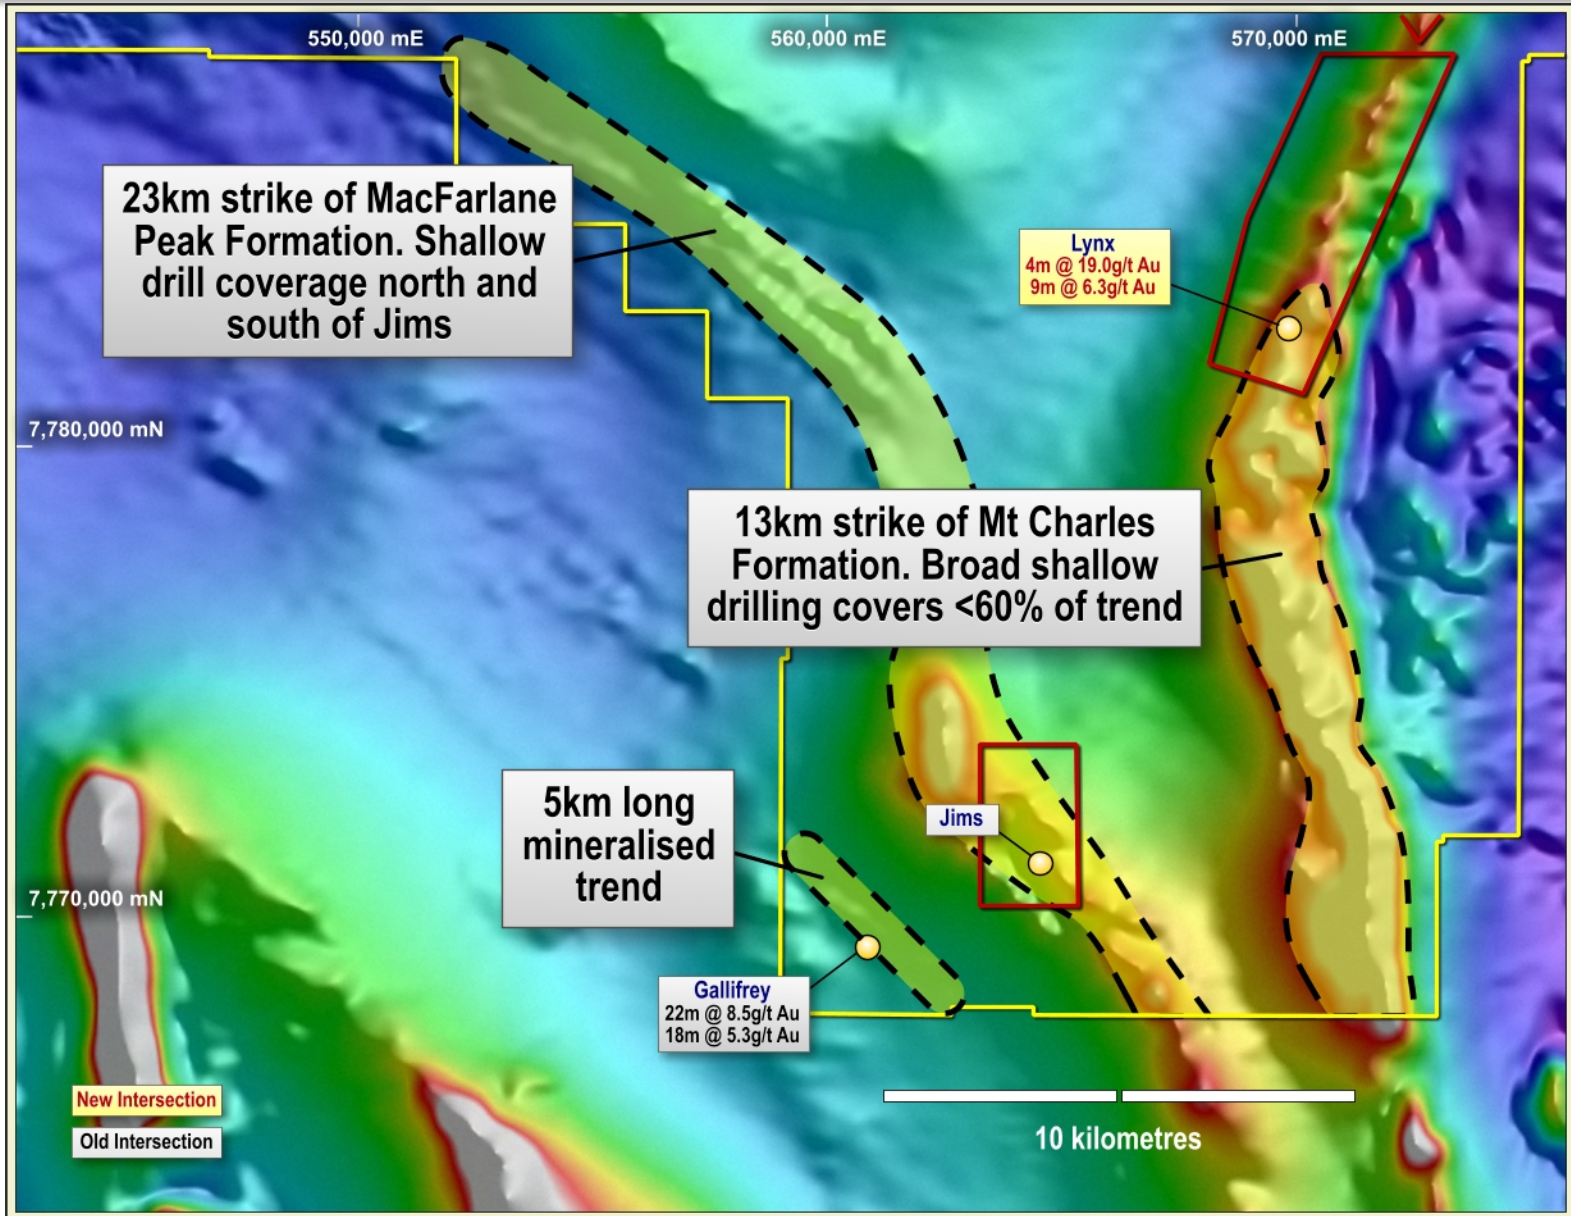 550,000 mE
560,000 mE
570,000 mE
23km strike of MacFarlane
Peak Formation. Shallow
drill coverage north and
south of Jims
Lynx
4m @ 19.0g/t Au
9m @ 6.3g/t Au
7,780,000 mN
13km strike of Mt Charles
Formation. Broad shallow
drilling covers <60% of trend
5km long
mineralised
trend
Jims
7,770,000 mN
Gallifrey
22m @ 8.5g/t Au
18m @ 5.3g/t Au
New Intersection
Old Intersection
10 kilometres